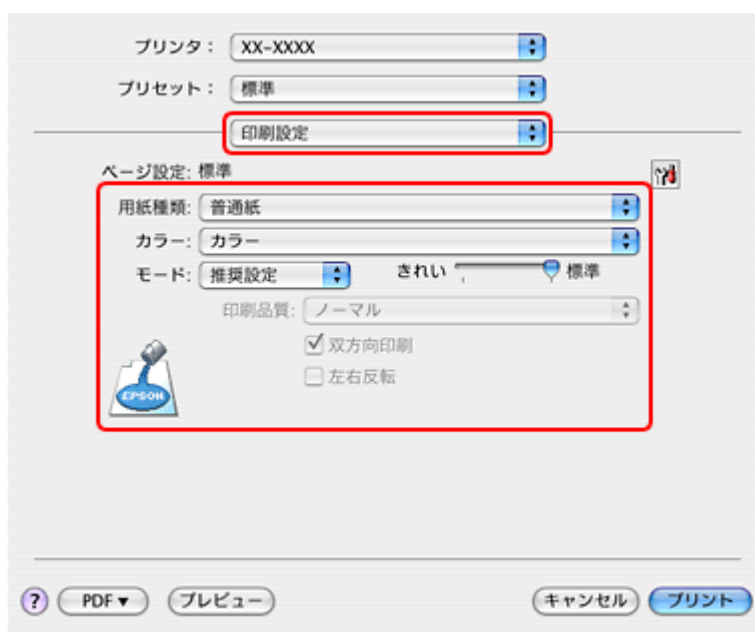 プリンタ： XX-XXXX
プリセット： 標準
印刷設定
ページ設定: 標準
用紙種類: 普通紙
カラー: カラー
モード: 推奨設定 きれい 標準
印刷品質: ノーマル
双方向印刷
左右反転
EPSON
? PDF▼ プレビュー キャンセル プリント